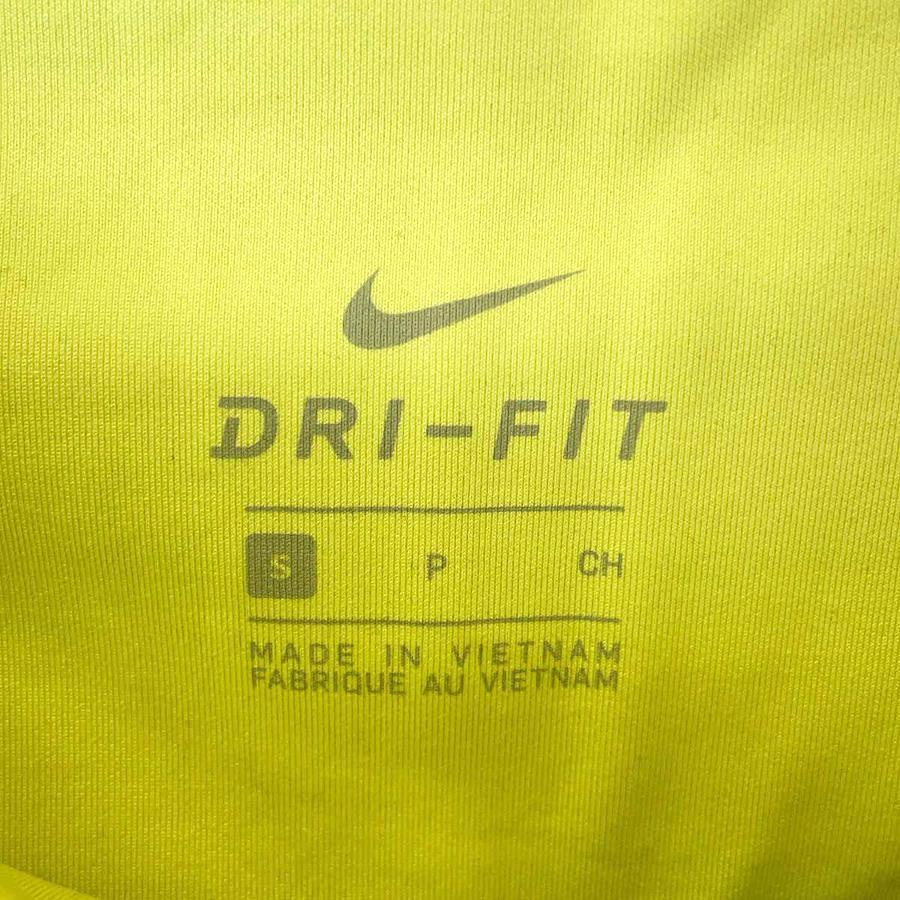 DRI-FIT
S P CH
MADE IN VIETNAM
FABRIQUE AU VIETNAM